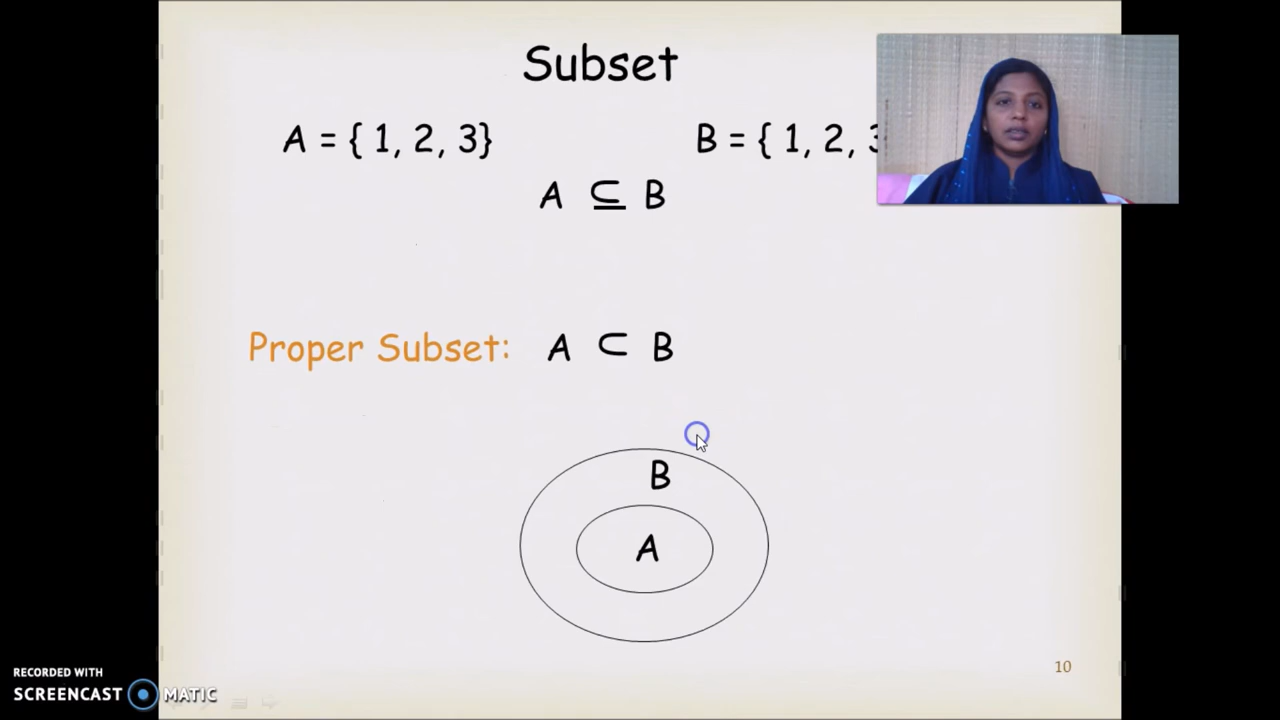 Subset
A = { 1, 2, 3}
B = { 1, 2, 3
A ⊆ B
Proper Subset: A ⊂ B
B
A
10
RECORDED WITH
SCREENCAST MATIC